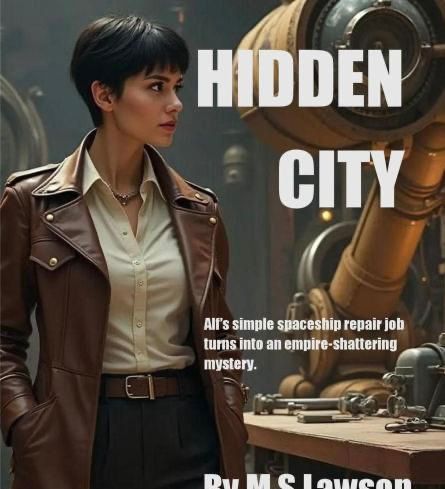 HIDDEN
CITY
Alf's simple spaceship repair job
turns into an empire-shattering
mystery.
By M S Lawson